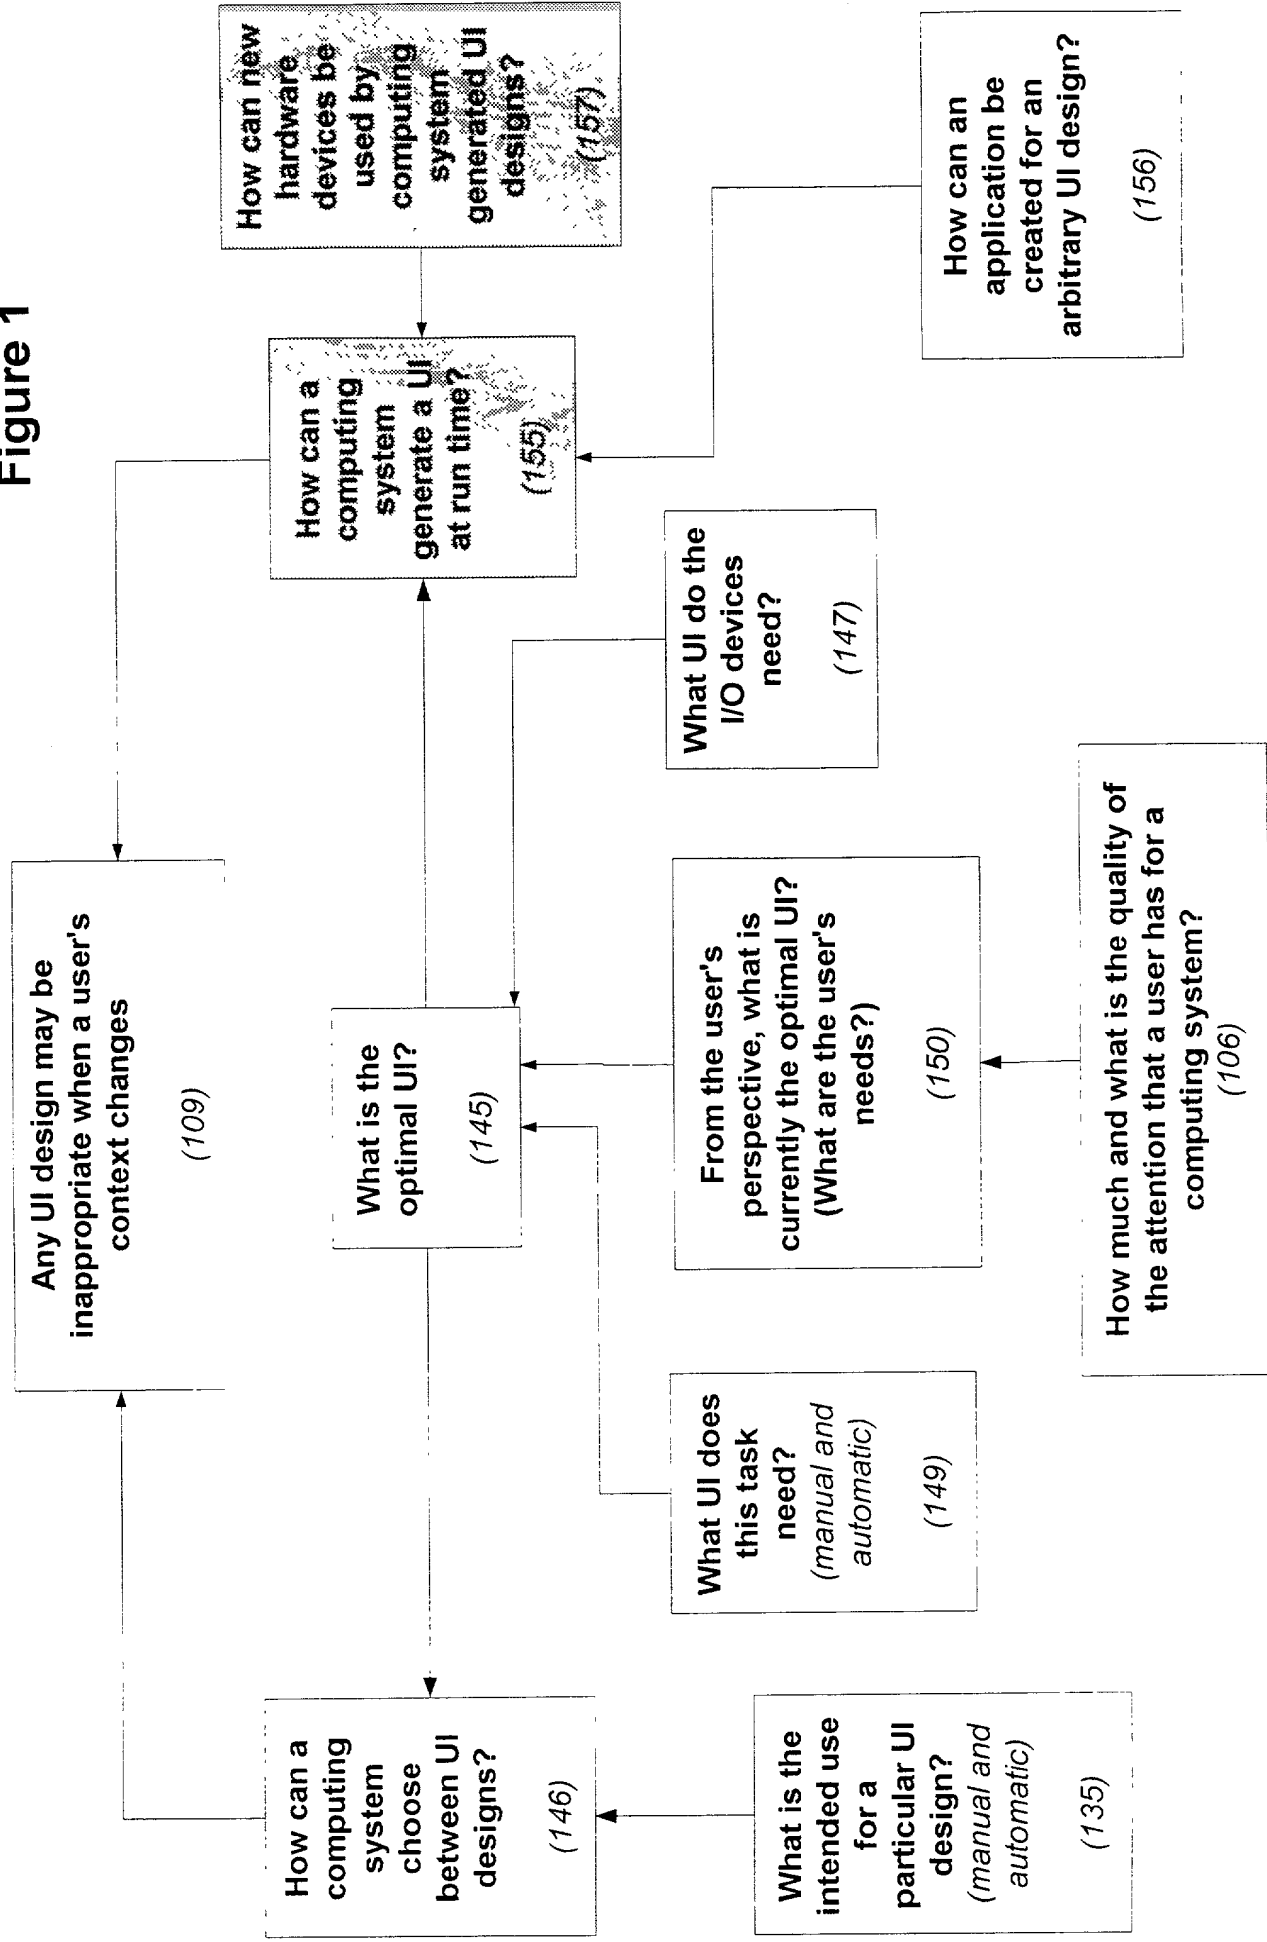 Figure 1
Any UI design may be
inappropriate when a user's
context changes
(109)
How can a
computing
system
choose
between UI
designs?
(146)
What is the
optimal UI?
(145)
How can a
computing
system
generate a UI
at run time?
(155)
How can new
hardware
devices be
used by
computing
system
generated UI
designs?
(157)
What is the
intended use
for a
particular UI
design?
(manual and
automatic)
(135)
What UI does
this task
need?
(manual and
automatic)
(149)
From the user's
perspective, what is
currently the optimal UI?
(What are the user's
needs?)
(150)
What UI do the
I/O devices
need?
(147)
How can an
application be
created for an
arbitrary UI design?
(156)
How much and what is the quality of
the attention that a user has for a
computing system?
(106)